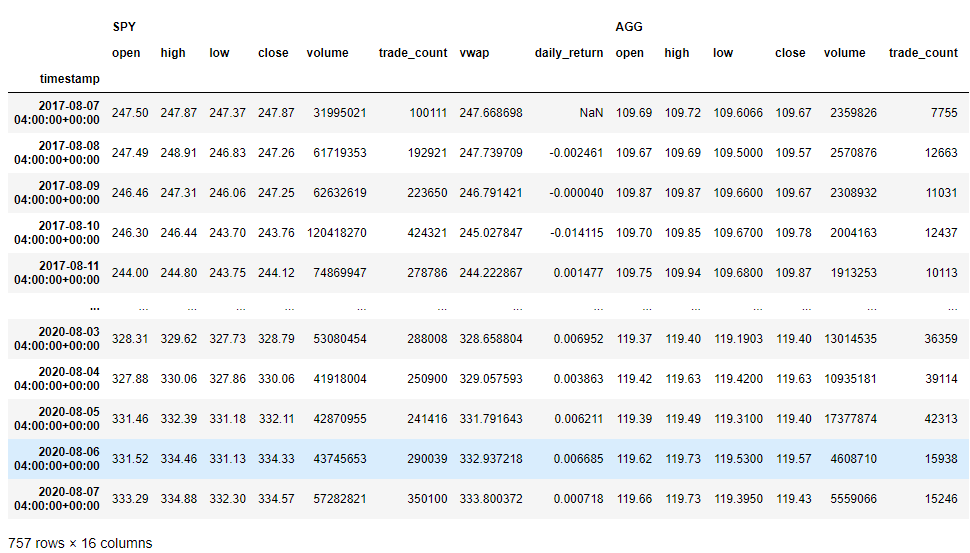 SPY AGG
open high low close volume trade_count vwap daily_return open high low close volume trade_count
timestamp
2017-08-07
04:00:00+00:00 247.50 247.87 247.37 247.87 31995021 100111 247.668698 NaN 109.69 109.72 109.6066 109.67 2359826 7755
2017-08-08
04:00:00+00:00 247.49 248.91 246.83 247.26 61719353 192921 247.739709 -0.002461 109.67 109.69 109.5000 109.57 2570876 12663
2017-08-09
04:00:00+00:00 246.46 247.31 246.06 247.25 62632619 223650 246.791421 -0.000040 109.87 109.87 109.6600 109.67 2308932 11031
2017-08-10
04:00:00+00:00 246.30 246.44 243.70 243.76 120418270 424321 245.027847 -0.014115 109.70 109.85 109.6700 109.78 2004163 12437
2017-08-11
04:00:00+00:00 244.00 244.80 243.75 244.12 74869947 278786 244.222867 0.001477 109.75 109.94 109.6800 109.87 1913253 10113
... ... ... ... ... ... ... ... ... ... ... ... ... ... ...
2020-08-03
04:00:00+00:00 328.31 329.62 327.73 328.79 53080454 288008 328.658804 0.006952 119.37 119.40 119.1903 119.40 13014535 36359
2020-08-04
04:00:00+00:00 327.88 330.06 327.86 330.06 41918004 250900 329.057593 0.003863 119.42 119.63 119.4200 119.63 10935181 39114
2020-08-05
04:00:00+00:00 331.46 332.39 331.18 332.11 42870955 241416 331.791643 0.006211 119.39 119.49 119.3100 119.40 17377874 42313
2020-08-06
04:00:00+00:00 331.52 334.46 331.13 334.33 43745653 290039 332.937218 0.006685 119.62 119.73 119.5300 119.57 4608710 15938
2020-08-07
04:00:00+00:00 333.29 334.88 332.30 334.57 57282821 350100 333.800372 0.000718 119.66 119.73 119.3950 119.43 5559066 15246
757 rows × 16 columns